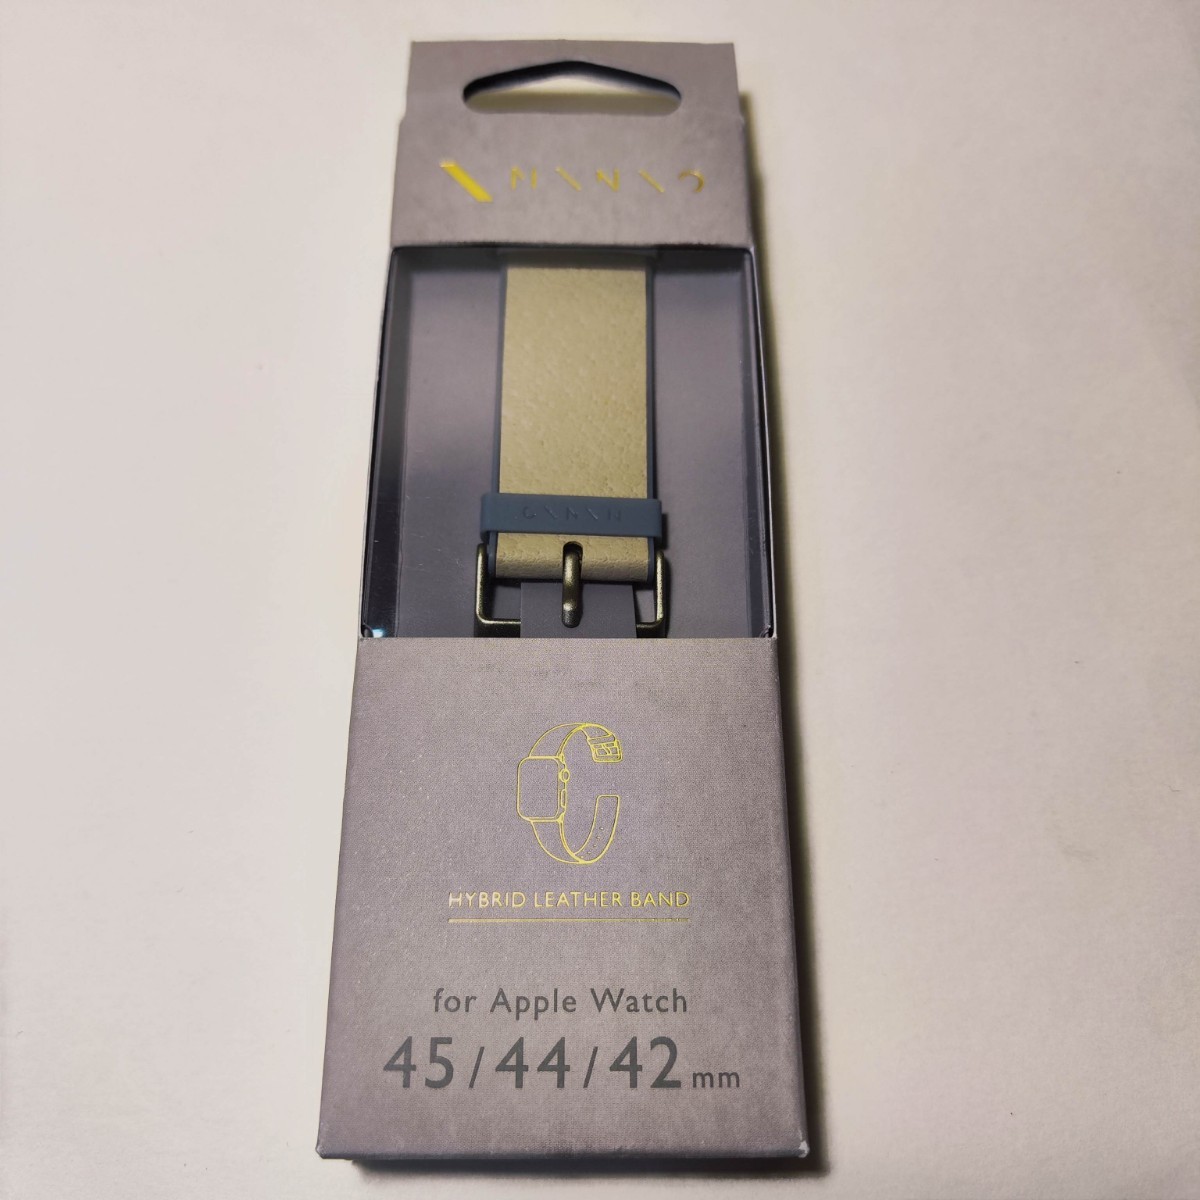 HYBRID LEATHER BAND
for Apple Watch
45/44/42mm